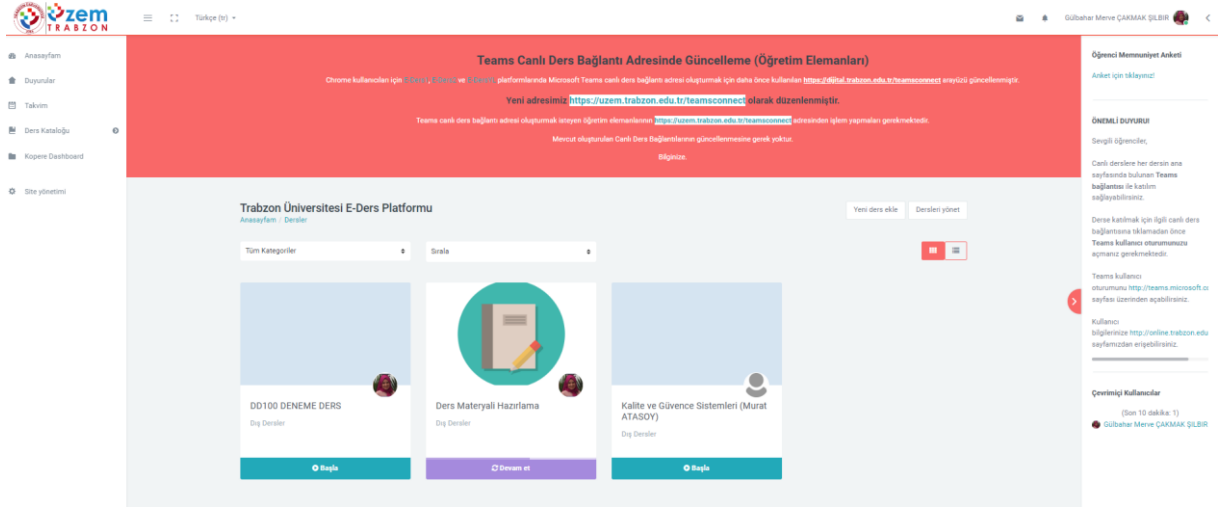 üzem
TRABZON
Türkçe (tr)
Gülbahar Merve ÇAKMAK ŞILBIR
Anasayfam
Duyurular
Takvim
Ders Kataloğu
Kopere Dashboard
Site yönetimi
Teams Canlı Ders Bağlantı Adresinde Güncelleme (Öğretim Elemanları)
Chrome kullanıcıları için ve platformlarında Microsoft Teams canlı ders bağlantı adresi oluşturmak için daha önce kullanılan https://dijital.trabzon.edu.tr/teamsconnect arayüzü güncellenmiştir.
Yeni adresimiz https://uzem.trabzon.edu.tr/teamsconnect olarak düzenlenmiştir.
Teams canlı ders bağlantı adresi oluşturmak isteyen öğretim elemanlarının https://uzem.trabzon.edu.tr/teamsconnect adresinden işlem yapmaları gerekmektedir.
Mevcut oluşturulan Canlı Ders Bağlantılarının güncellenmesine gerek yoktur.
Bilginize.
Trabzon Üniversitesi E-Ders Platformu
Anasayfam / Dersler
Yeni ders ekle
Dersleri yönet
Tüm Kategoriler
Sırala
DD100 DENEME DERS
Dış Dersler
Başla
Ders Materyali Hazırlama
Dış Dersler
Devam et
Kalite ve Güvence Sistemleri (Murat
ATASOY)
Dış Dersler
Başla
Öğrenci Memnuniyet Anketi
Anket için tıklayınız!
ÖNEMLİ DUYURU!
Sevgili öğrenciler,
Canlı derslere her dersin ana
sayfasında bulunan Teams
bağlantısı ile katılım
sağlayabilirsiniz.
Derse katılmak için ilgili canlı ders
bağlantısına tıklamadan önce
Teams kullanıcı oturumunuzu
açmanız gerekmektedir.
Teams kullanıcı
oturumunu http://teams.microsoft.co
sayfası üzerinden açabilirsiniz.
Kullanıcı
bilgilerinize http://online.trabzon.edu
sayfamızdan erişebilirsiniz.
Çevrimiçi Kullanıcılar
(Son 10 dakika: 1)
Gülbahar Merve ÇAKMAK ŞILBIR